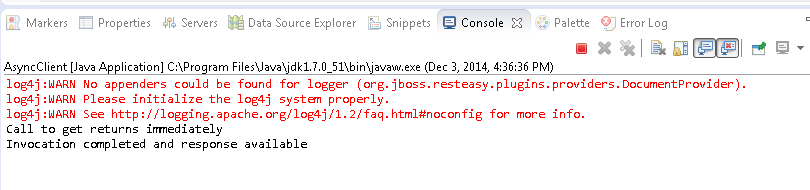 Markers Properties Servers Data Source Explorer Snippets Console Palette Error Log
AsyncClient [Java Application] C:\Program Files\Java\jdk1.7.0_51\bin\javaw.exe (Dec 3, 2014, 4:36:36 PM)
log4j:WARN No appenders could be found for logger (org.jboss.resteasy.plugins.providers.DocumentProvider).
log4j:WARN Please initialize the log4j system properly.
log4j:WARN See http://logging.apache.org/log4j/1.2/faq.html#noconfig for more info.
Call to get returns immediately
Invocation completed and response available